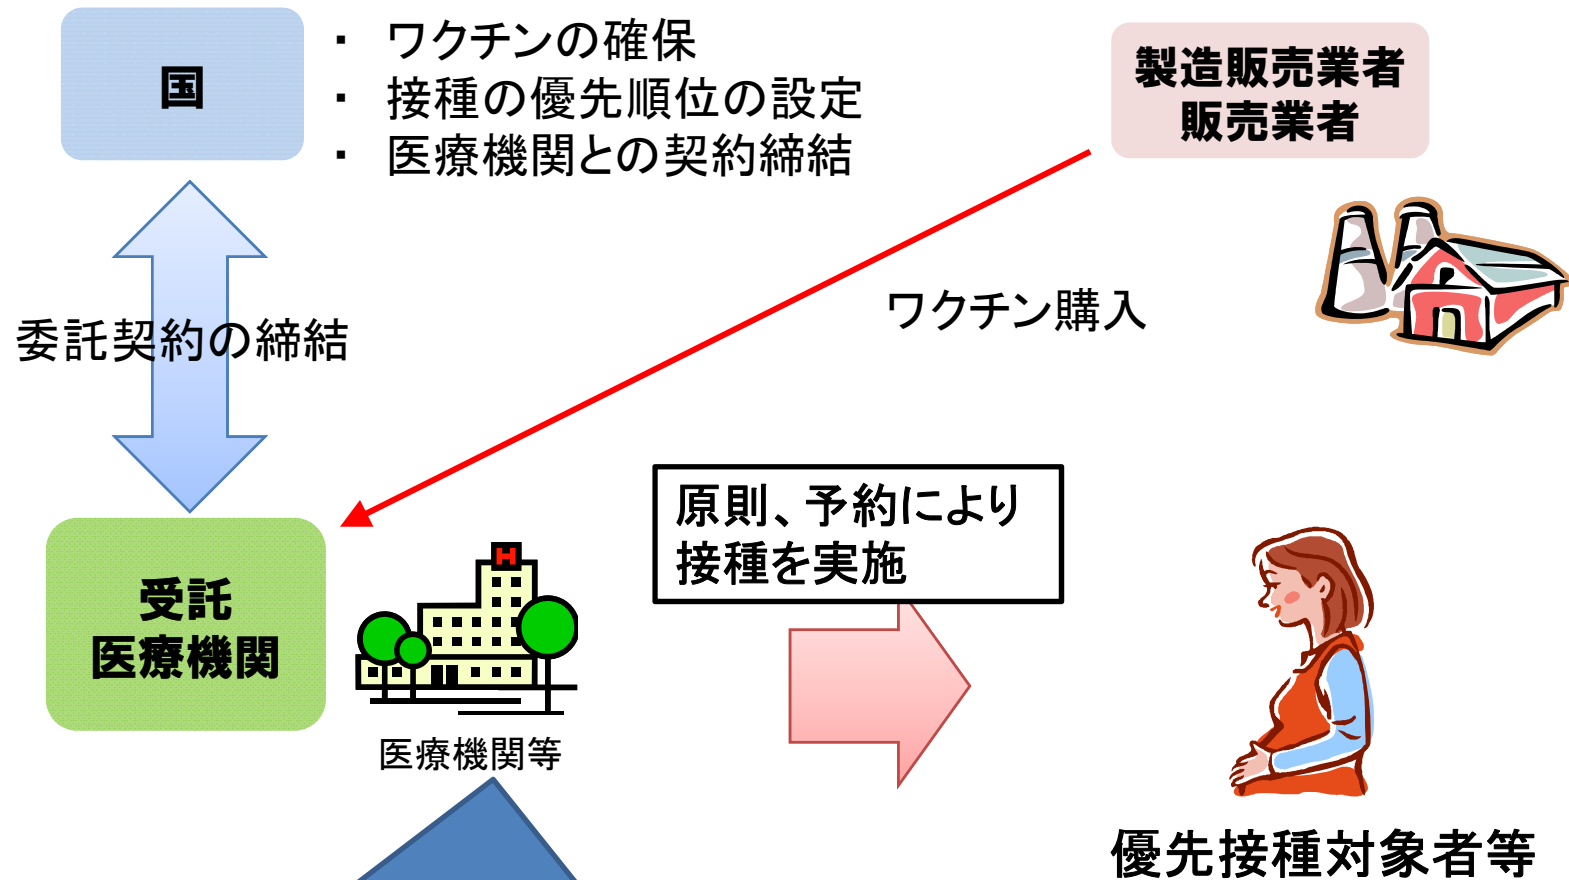 国
・ ワクチンの確保
・ 接種の優先順位の設定
・ 医療機関との契約締結
製造販売業者
販売業者
委託契約の締結
ワクチン購入
原則、予約により
接種を実施
受託
医療機関
H
医療機関等
優先接種対象者等